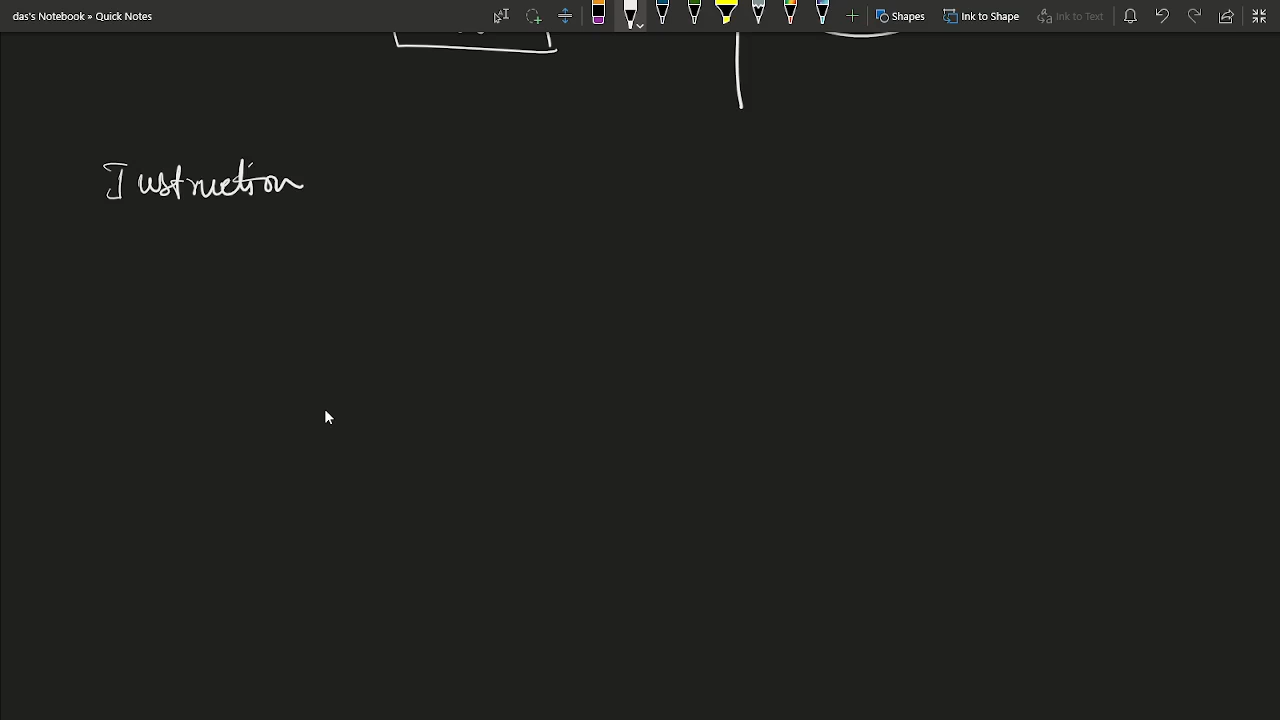 das's Notebook » Quick Notes
Shapes
Ink to Shape
Ink to Text
Instruction